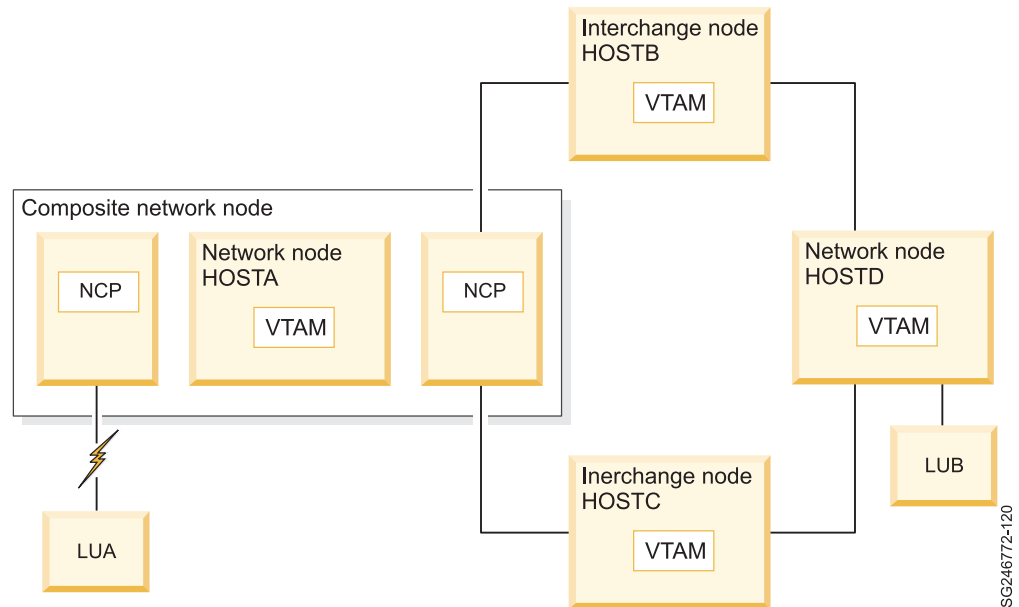 Interchange node
HOSTB
VTAM
Composite network node
NCP
Network node
HOSTA
VTAM
NCP
Network node
HOSTD
VTAM
LUA
Inerchange node
HOSTC
VTAM
LUB
SG246772-120